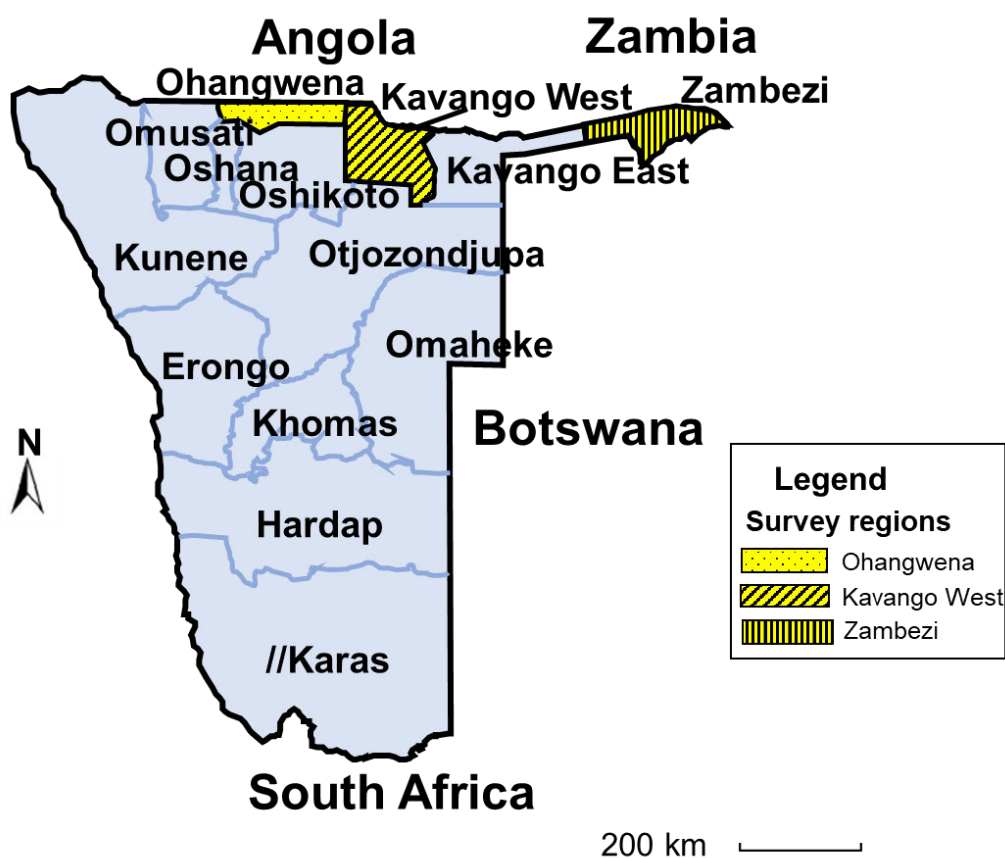 Angola
Zambia
Ohangwena
Kavango West
Zambezi
Omusati
Oshana
Oshikoto
Kavango East
Kunene
Otjozondjupa
Erongo
Omaheke
Khomas
Botswana
N
Hardap
//Karas
South Africa
Legend
Survey regions
Ohangwena
Kavango West
Zambezi
200 km